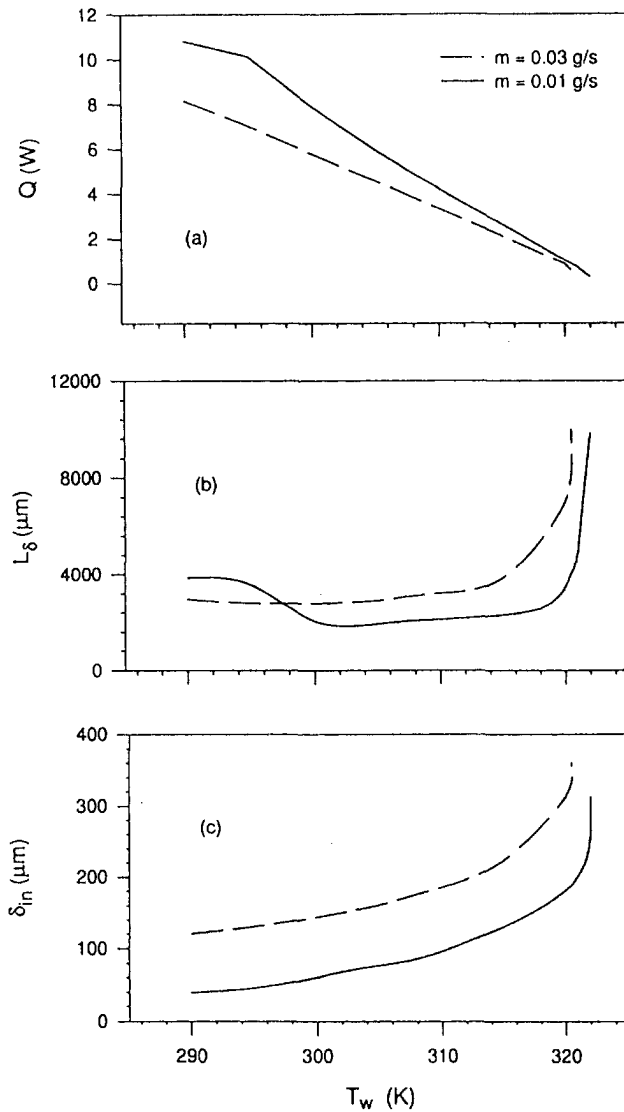 12
10
8
6
4
2
0
Q (W)
m = 0.03 g/s
m = 0.01 g/s
(a)
12000
8000
4000
0
L_δ (μm)
(b)
400
300
200
100
0
δ_in (μm)
(c)
290 300 310 320
T_w (K)